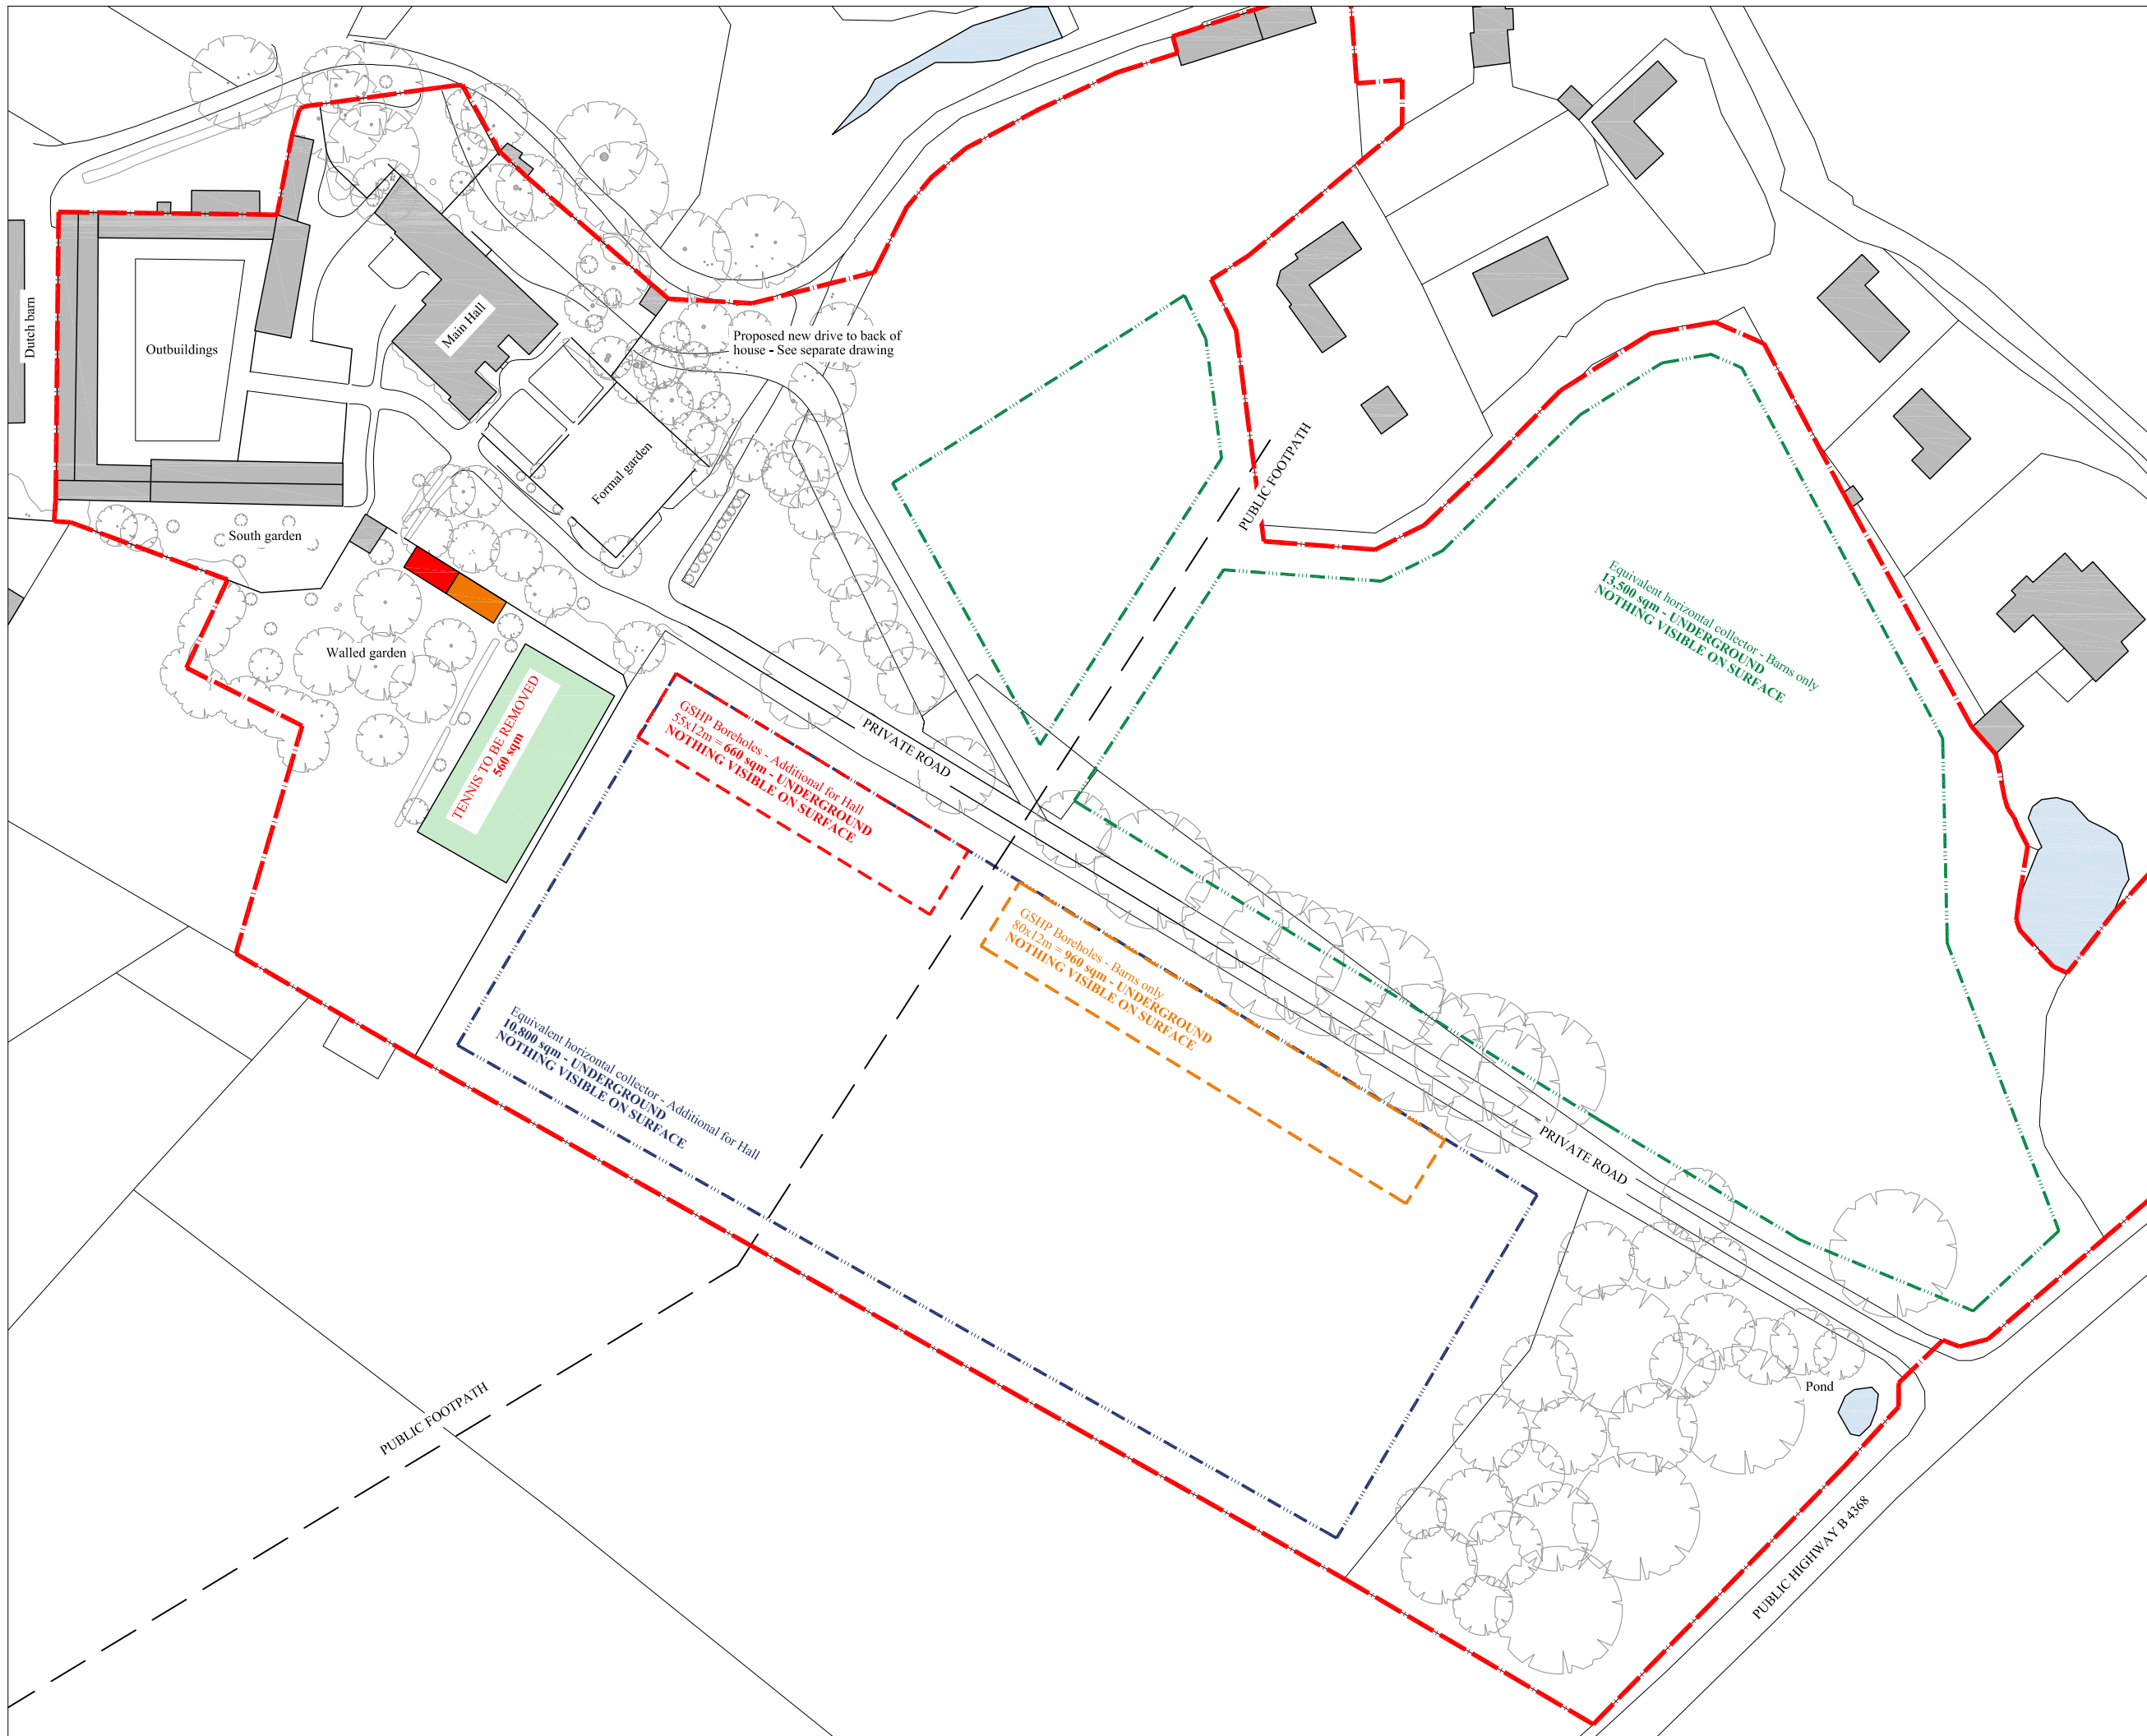 Dutch barn
Outbuildings
Main Hall
Proposed new drive to back of
house - See separate drawing
Formal garden
South garden
Walled garden
PUBLIC FOOTPATH
Equivalent horizontal collector - Barns only
13,500 sqm - UNDERGROUND
NOTHING VISIBLE ON SURFACE
TENNIS TO BE REMOVED
560 sqm
GSHP Boreholes - Additional for Hall
55x12m = 660 sqm - UNDERGROUND
NOTHING VISIBLE ON SURFACE
PRIVATE ROAD
GSHP Boreholes - Barns only
80x12m = 960 sqm - UNDERGROUND
NOTHING VISIBLE ON SURFACE
Equivalent horizontal collector - Additional for Hall
10,800 sqm - UNDERGROUND
NOTHING VISIBLE ON SURFACE
PRIVATE ROAD
Pond
PUBLIC FOOTPATH
PUBLIC HIGHWAY B 4368